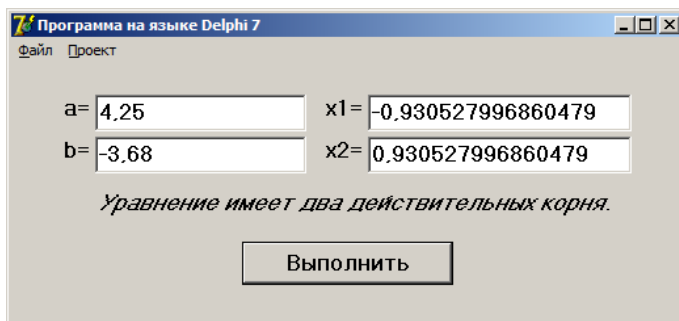 Программа на языке Delphi 7
Файл Проект
a= 4,25 x1= -0,930527996860479
b= -3,68 x2= 0,930527996860479
Уравнение имеет два действительных корня.
Выполнить